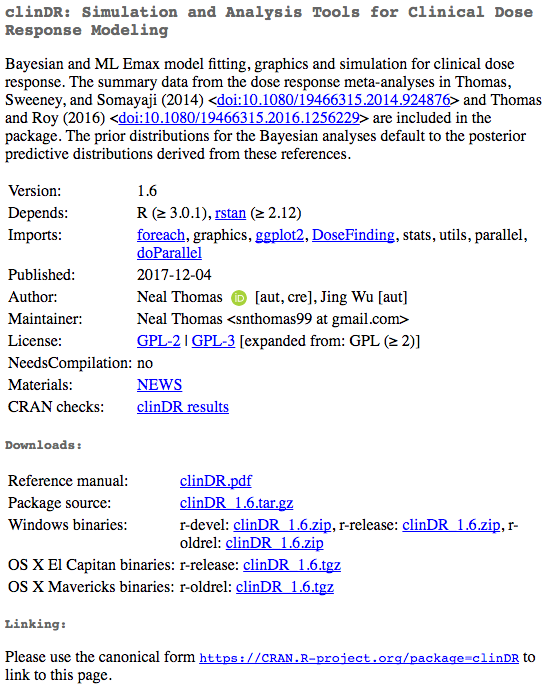 clinDR: Simulation and Analysis Tools for Clinical Dose
Response Modeling
Bayesian and ML Emax model fitting, graphics and simulation for clinical dose
response. The summary data from the dose response meta-analyses in Thomas,
Sweeney, and Somayaji (2014) <doi:10.1080/19466315.2014.924876> and Thomas
and Roy (2016) <doi:10.1080/19466315.2016.1256229> are included in the
package. The prior distributions for the Bayesian analyses default to the posterior
predictive distributions derived from these references.
Version: 1.6
Depends: R (≥ 3.0.1), rstan (≥ 2.12)
Imports: foreach, graphics, ggplot2, DoseFinding, stats, utils, parallel,
doParallel
Published: 2017-12-04
Author: Neal Thomas iD [aut, cre], Jing Wu [aut]
Maintainer: Neal Thomas <snthomas99 at gmail.com>
License: GPL-2 | GPL-3 [expanded from: GPL (≥ 2)]
NeedsCompilation: no
Materials: NEWS
CRAN checks: clinDR results
Downloads:
Reference manual: clinDR.pdf
Package source: clinDR_1.6.tar.gz
Windows binaries: r-devel: clinDR_1.6.zip, r-release: clinDR_1.6.zip, r-
oldrel: clinDR_1.6.zip
OS X El Capitan binaries: r-release: clinDR_1.6.tgz
OS X Mavericks binaries: r-oldrel: clinDR_1.6.tgz
Linking:
Please use the canonical form https://CRAN.R-project.org/package=clinDR to
link to this page.